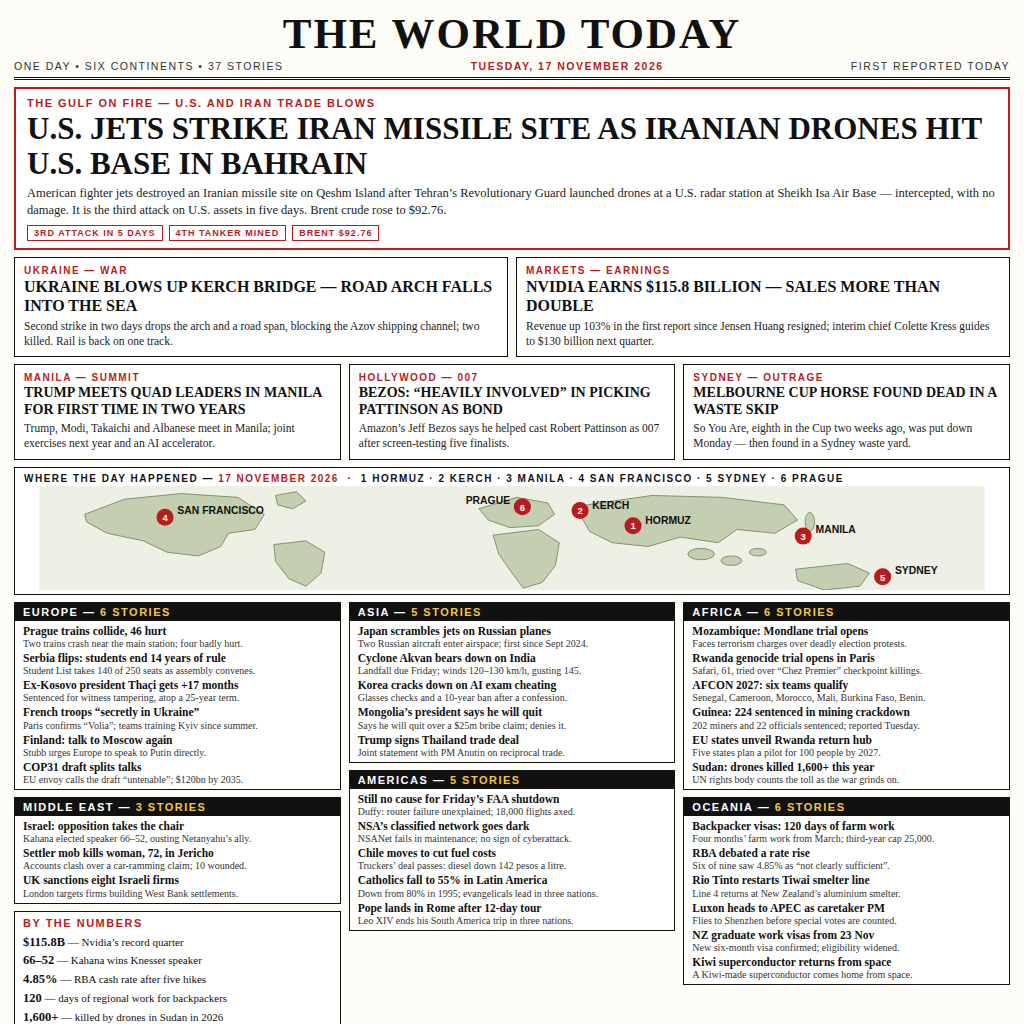 THE WORLD TODAY
ONE DAY • SIX CONTINENTS • 37 STORIES
TUESDAY, 17 NOVEMBER 2026
FIRST REPORTED TODAY
THE GULF ON FIRE — U.S. AND IRAN TRADE BLOWS
U.S. JETS STRIKE IRAN MISSILE SITE AS IRANIAN DRONES HIT
U.S. BASE IN BAHRAIN
American fighter jets destroyed an Iranian missile site on Qeshm Island after Tehran’s Revolutionary Guard launched drones at a U.S. radar station at Sheikh Isa Air Base — intercepted, with no
damage. It is the third attack on U.S. assets in five days. Brent crude rose to $92.76.
3RD ATTACK IN 5 DAYS
4TH TANKER MINED
BRENT $92.76
UKRAINE — WAR
UKRAINE BLOWS UP KERCH BRIDGE — ROAD ARCH FALLS
INTO THE SEA
Second strike in two days drops the arch and a road span, blocking the Azov shipping channel; two
killed. Rail is back on one track.
MARKETS — EARNINGS
NVIDIA EARNS $115.8 BILLION — SALES MORE THAN
DOUBLE
Revenue up 103% in the first report since Jensen Huang resigned; interim chief Colette Kress guides
to $130 billion next quarter.
MANILA — SUMMIT
TRUMP MEETS QUAD LEADERS IN MANILA
FOR FIRST TIME IN TWO YEARS
Trump, Modi, Takaichi and Albanese meet in Manila; joint
exercises next year and an AI accelerator.
HOLLYWOOD — 007
BEZOS: “HEAVILY INVOLVED” IN PICKING
PATTINSON AS BOND
Amazon’s Jeff Bezos says he helped cast Robert Pattinson as 007
after screen-testing five finalists.
SYDNEY — OUTRAGE
MELBOURNE CUP HORSE FOUND DEAD IN A
WASTE SKIP
So You Are, eighth in the Cup two weeks ago, was put down
Monday — then found in a Sydney waste yard.
WHERE THE DAY HAPPENED — 17 NOVEMBER 2026 · 1 HORMUZ · 2 KERCH · 3 MANILA · 4 SAN FRANCISCO · 5 SYDNEY · 6 PRAGUE
4 SAN FRANCISCO
PRAGUE 6
2 KERCH
1 HORMUZ
3 MANILA
5 SYDNEY
EUROPE — 6 STORIES
Prague trains collide, 46 hurt
Two trains crash near the main station; four badly hurt.
Serbia flips: students end 14 years of rule
Student List takes 140 of 250 seats as assembly convenes.
Ex-Kosovo president Thaçi gets +17 months
Sentenced for witness tampering, atop a 25-year term.
French troops “secretly in Ukraine”
Paris confirms “Volia”; teams training Kyiv since summer.
Finland: talk to Moscow again
Stubb urges Europe to speak to Putin directly.
COP31 draft splits talks
EU envoy calls the draft “untenable”; $120bn by 2035.
MIDDLE EAST — 3 STORIES
Israel: opposition takes the chair
Kahana elected speaker 66–52, ousting Netanyahu’s ally.
Settler mob kills woman, 72, in Jericho
Accounts clash over a car-ramming claim; 10 wounded.
UK sanctions eight Israeli firms
London targets firms building West Bank settlements.
BY THE NUMBERS
$115.8B — Nvidia’s record quarter
66–52 — Kahana wins Knesset speaker
4.85% — RBA cash rate after five hikes
120 — days of regional work for backpackers
1,600+ — killed by drones in Sudan in 2026
ASIA — 5 STORIES
Japan scrambles jets on Russian planes
Two Russian aircraft enter airspace; first since Sept 2024.
Cyclone Akvan bears down on India
Landfall due Friday; winds 120–130 km/h, gusting 145.
Korea cracks down on AI exam cheating
Glasses checks and a 10-year ban after a confession.
Mongolia’s president says he will quit
Says he will quit over a $25m bribe claim; denies it.
Trump signs Thailand trade deal
Joint statement with PM Anutin on reciprocal trade.
AMERICAS — 5 STORIES
Still no cause for Friday’s FAA shutdown
Duffy: router failure unexplained; 18,000 flights axed.
NSA’s classified network goes dark
NSANet fails in maintenance; no sign of cyberattack.
Chile moves to cut fuel costs
Truckers’ deal passes: diesel down 142 pesos a litre.
Catholics fall to 55% in Latin America
Down from 80% in 1995; evangelicals lead in three nations.
Pope lands in Rome after 12-day tour
Leo XIV ends his South America trip in three nations.
AFRICA — 6 STORIES
Mozambique: Mondlane trial opens
Faces terrorism charges over deadly election protests.
Rwanda genocide trial opens in Paris
Safari, 61, tried over “Chez Premier” checkpoint killings.
AFCON 2027: six teams qualify
Senegal, Cameroon, Morocco, Mali, Burkina Faso, Benin.
Guinea: 224 sentenced in mining crackdown
202 miners and 22 officials sentenced; reported Tuesday.
EU states unveil Rwanda return hub
Five states plan a pilot for 100 people by 2027.
Sudan: drones killed 1,600+ this year
UN rights body counts the toll as the war grinds on.
OCEANIA — 6 STORIES
Backpacker visas: 120 days of farm work
Four months’ farm work from March; third-year cap 25,000.
RBA debated a rate rise
Six of nine saw 4.85% as “not clearly sufficient”.
Rio Tinto restarts Tiwai smelter line
Line 4 returns at New Zealand’s aluminium smelter.
Luxon heads to APEC as caretaker PM
Flies to Shenzhen before special votes are counted.
NZ graduate work visas from 23 Nov
New six-month visa confirmed; eligibility widened.
Kiwi superconductor returns from space
A Kiwi-made superconductor comes home from space.